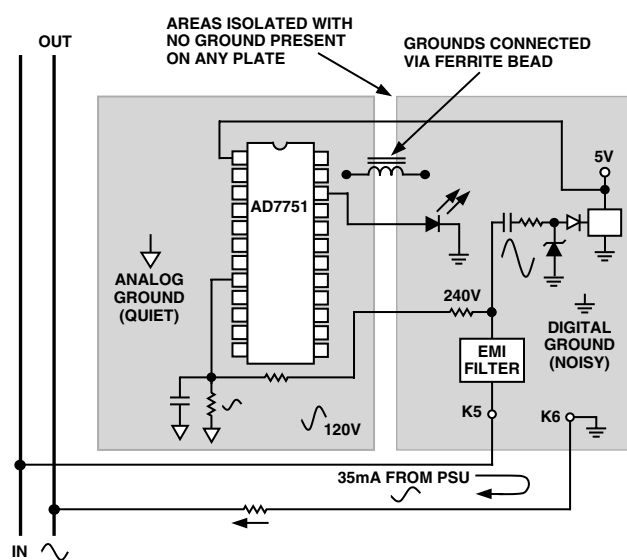 OUT
AREAS ISOLATED WITH
NO GROUND PRESENT
ON ANY PLATE
GROUNDS CONNECTED
VIA FERRITE BEAD
5V
AD7751
ANALOG
GROUND
(QUIET)
240V
DIGITAL
GROUND
(NOISY)
EMI
FILTER
120V
K5
K6
35mA FROM PSU
IN